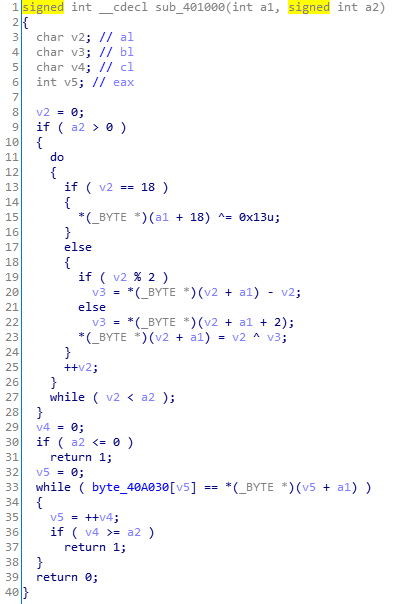 1 signed int __cdecl sub_401000(int a1, signed int a2)
2 {
3 char v2; // al
4 char v3; // bl
5 char v4; // cl
6 int v5; // eax
7
8 v2 = 0;
9 if ( a2 > 0 )
10 {
11 do
12 {
13 if ( v2 == 18 )
14 {
15 *(_BYTE *)(a1 + 18) ^= 0x13u;
16 }
17 else
18 {
19 if ( v2 % 2 )
20 v3 = *(_BYTE *)(v2 + a1) - v2;
21 else
22 v3 = *(_BYTE *)(v2 + a1 + 2);
23 *(_BYTE *)(v2 + a1) = v2 ^ v3;
24 }
25 ++v2;
26 }
27 while ( v2 < a2 );
28 }
29 v4 = 0;
30 if ( a2 <= 0 )
31 return 1;
32 v5 = 0;
33 while ( byte_40A030[v5] == *(_BYTE *)(v5 + a1) )
34 {
35 v5 = ++v4;
36 if ( v4 >= a2 )
37 return 1;
38 }
39 return 0;
40 }